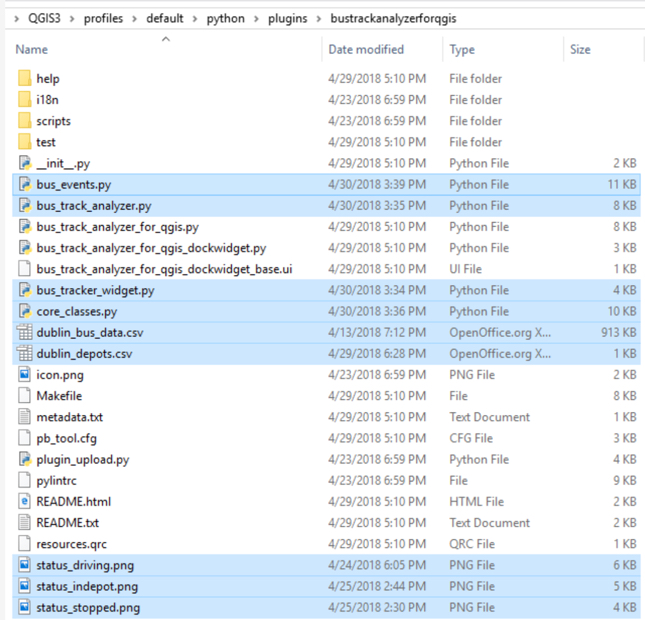 QGIS3 > profiles > default > python > plugins > bustrackanalyzerforqgis
Name Date modified Type Size
help 4/29/2018 5:10 PM File folder
i18n 4/23/2018 6:59 PM File folder
scripts 4/23/2018 6:59 PM File folder
test 4/29/2018 5:10 PM File folder
__init__.py 4/29/2018 5:10 PM Python File 2 KB
bus_events.py 4/30/2018 3:39 PM Python File 11 KB
bus_track_analyzer.py 4/30/2018 3:35 PM Python File 8 KB
bus_track_analyzer_for_qgis.py 4/29/2018 5:10 PM Python File 8 KB
bus_track_analyzer_for_qgis_dockwidget.py 4/29/2018 5:10 PM Python File 3 KB
bus_track_analyzer_for_qgis_dockwidget_base.ui 4/29/2018 5:10 PM UI File 1 KB
bus_tracker_widget.py 4/30/2018 3:34 PM Python File 4 KB
core_classes.py 4/30/2018 3:36 PM Python File 10 KB
dublin_bus_data.csv 4/13/2018 7:12 PM OpenOffice.org X... 913 KB
dublin_depots.csv 4/29/2018 6:28 PM OpenOffice.org X... 1 KB
icon.png 4/23/2018 6:59 PM PNG File 2 KB
Makefile 4/29/2018 5:10 PM File 8 KB
metadata.txt 4/29/2018 5:10 PM Text Document 1 KB
pb_tool.cfg 4/29/2018 5:10 PM CFG File 3 KB
plugin_upload.py 4/23/2018 6:59 PM Python File 4 KB
pylintrc 4/23/2018 6:59 PM File 9 KB
README.html 4/29/2018 5:10 PM HTML File 2 KB
README.txt 4/29/2018 5:10 PM Text Document 2 KB
resources.qrc 4/29/2018 5:10 PM QRC File 1 KB
status_driving.png 4/24/2018 6:05 PM PNG File 6 KB
status_indepot.png 4/25/2018 2:44 PM PNG File 5 KB
status_stopped.png 4/25/2018 2:30 PM PNG File 4 KB